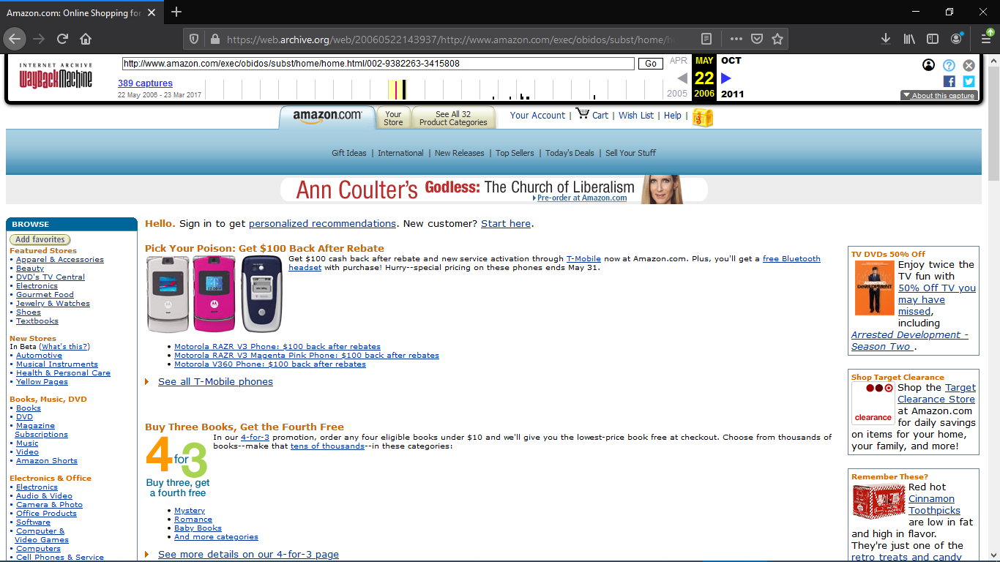 Amazon.com: Online Shopping for
https://web.archive.org/web/20060522143937/http://www.amazon.com/exec/obidos/subst/home/h
INTERNET ARCHIVE
WayBackMachine
http://www.amazon.com/exec/obidos/subst/home/home.html/002-9382263-3415808
Go
389 captures
22 May 2006 - 23 Mar 2017
APR MAY OCT
22
2005 2006 2011
f
About this capture
amazon.com
Your
Store
See All 32
Product Categories
Your Account | Cart | Wish List | Help |
Gift Ideas | International | New Releases | Top Sellers | Today's Deals | Sell Your Stuff
Ann Coulter's Godless: The Church of Liberalism
Pre-order at Amazon.com
BROWSE
Add favorites
Featured Stores
• Apparel & Accessories
• Beauty
• DVD's TV Central
• Electronics
• Gourmet Food
• Jewelry & Watches
• Shoes
• Textbooks
New Stores
In Beta (What's this?)
• Automotive
• Musical Instruments
• Health & Personal Care
• Yellow Pages
Books, Music, DVD
• Books
• DVD
• Magazine
Subscriptions
• Music
• Video
• Amazon Shorts
Electronics & Office
• Electronics
• Audio & Video
• Camera & Photo
• Office Products
• Software
• Computer &
Video Games
• Computers
• Cell Phones & Service
Hello. Sign in to get personalized recommendations. New customer? Start here.
Pick Your Poison: Get $100 Back After Rebate
Get $100 cash back after rebate and new service activation through T-Mobile now at Amazon.com. Plus, you'll get a free Bluetooth
headset with purchase! Hurry--special pricing on these phones ends May 31.
• Motorola RAZR V3 Phone: $100 back after rebates
• Motorola RAZR V3 Magenta Pink Phone: $100 back after rebates
• Motorola V360 Phone: $100 back after rebates
See all T-Mobile phones
Buy Three Books, Get the Fourth Free
In our 4-for-3 promotion, order any four eligible books under $10 and we'll give you the lowest-price book free at checkout. Choose from thousands of
books--make that tens of thousands--in these categories:
4 for 3
Buy three, get
a fourth free
• Mystery
• Romance
• Baby Books
• And more categories
See more details on our 4-for-3 page
TV DVDs 50% Off
ARRESTED
DEVELOPMENT
Enjoy twice the
TV fun with
50% Off TV you
may have
missed,
including
Arrested Development -
Season Two .
Shop Target Clearance
clearance
Shop the Target
Clearance Store
at Amazon.com
for daily savings
on items for your home,
your family, and more!
Remember These?
Red hot
Cinnamon
Toothpicks
are low in fat
and high in flavor.
They're just one of the
retro treats and candy